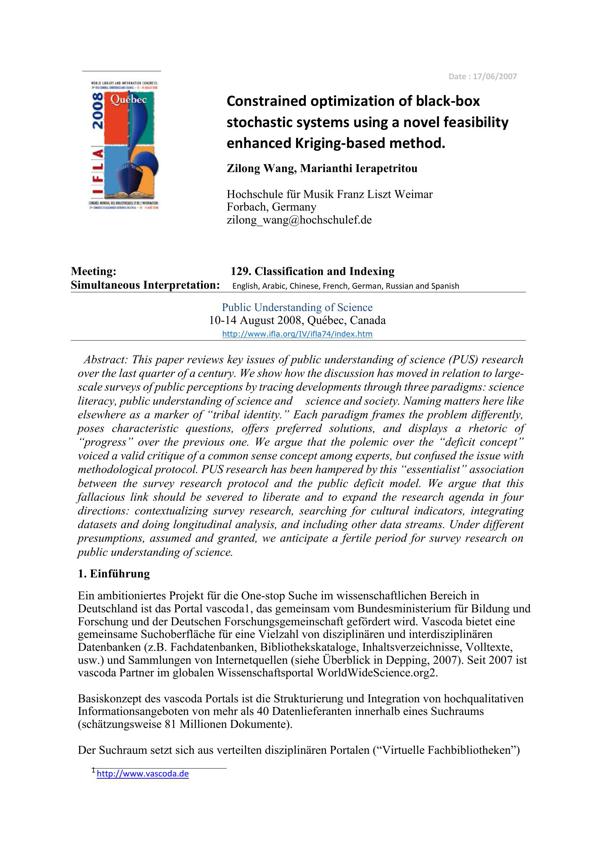 Date : 17/06/2007
WORLD LIBRARY AND INFORMATION CONGRESS:
2008
Québec
IFLA
Constrained optimization of black-box
stochastic systems using a novel feasibility
enhanced Kriging-based method.
Zilong Wang, Marianthi Ierapetritou
Hochschule für Musik Franz Liszt Weimar
Forbach, Germany
zilong_wang@hochschulef.de
Meeting: 129. Classification and Indexing
Simultaneous Interpretation: English, Arabic, Chinese, French, German, Russian and Spanish
Public Understanding of Science
10-14 August 2008, Québec, Canada
http://www.ifla.org/IV/ifla74/index.htm
Abstract: This paper reviews key issues of public understanding of science (PUS) research
over the last quarter of a century. We show how the discussion has moved in relation to large-
scale surveys of public perceptions by tracing developments through three paradigms: science
literacy, public understanding of science and science and society. Naming matters here like
elsewhere as a marker of “tribal identity.” Each paradigm frames the problem differently,
poses characteristic questions, offers preferred solutions, and displays a rhetoric of
“progress” over the previous one. We argue that the polemic over the “deficit concept”
voiced a valid critique of a common sense concept among experts, but confused the issue with
methodological protocol. PUS research has been hampered by this “essentialist” association
between the survey research protocol and the public deficit model. We argue that this
fallacious link should be severed to liberate and to expand the research agenda in four
directions: contextualizing survey research, searching for cultural indicators, integrating
datasets and doing longitudinal analysis, and including other data streams. Under different
presumptions, assumed and granted, we anticipate a fertile period for survey research on
public understanding of science.
1. Einführung
Ein ambitioniertes Projekt für die One-stop Suche im wissenschaftlichen Bereich in
Deutschland ist das Portal vascoda1, das gemeinsam vom Bundesministerium für Bildung und
Forschung und der Deutschen Forschungsgemeinschaft gefördert wird. Vascoda bietet eine
gemeinsame Suchoberfläche für eine Vielzahl von disziplinären und interdisziplinären
Datenbanken (z.B. Fachdatenbanken, Bibliothekskataloge, Inhaltsverzeichnisse, Volltexte,
usw.) und Sammlungen von Internetquellen (siehe Überblick in Depping, 2007). Seit 2007 ist
vascoda Partner im globalen Wissenschaftsportal WorldWideScience.org2.
Basiskonzept des vascoda Portals ist die Strukturierung und Integration von hochqualitativen
Informationsangeboten von mehr als 40 Datenlieferanten innerhalb eines Suchraums
(schätzungsweise 81 Millionen Dokumente).
Der Suchraum setzt sich aus verteilten disziplinären Portalen (“Virtuelle Fachbibliotheken”)
1 http://www.vascoda.de